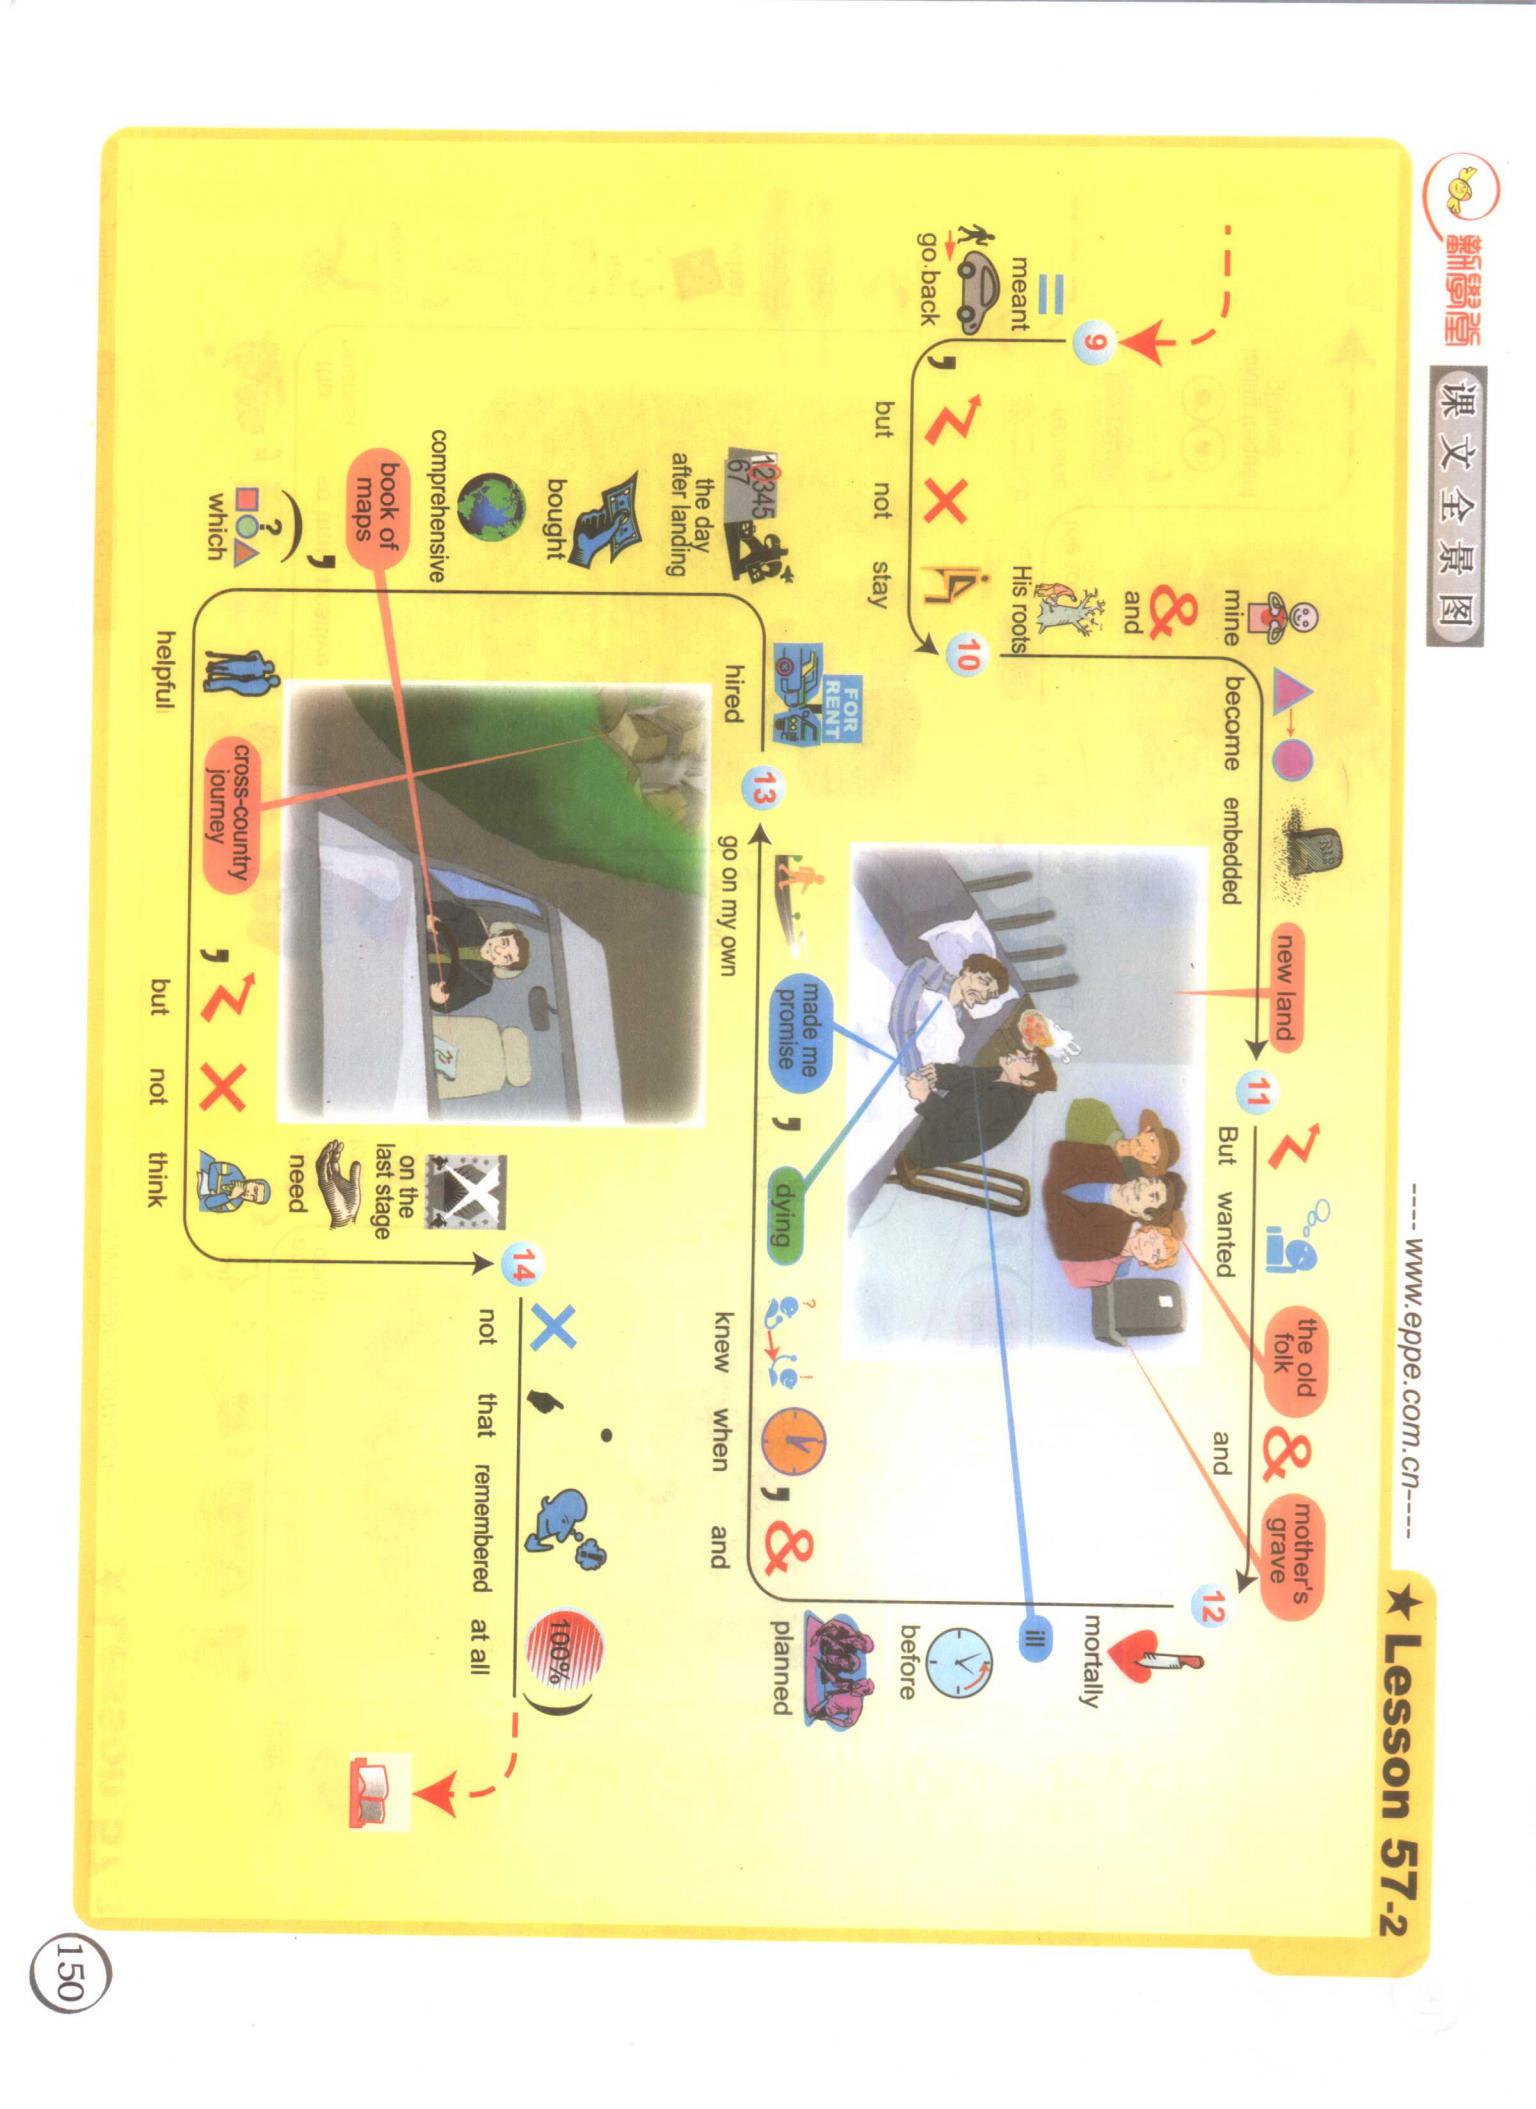 新學堂
课文全景图
---- www.eppe.com.cn----
★ Lesson 57-2
9
meant
go back
,
but not stay
10
His roots
&
and
mine become embedded
new land
RIP
11
But wanted
the old
folk
&
and
mother's
grave
12
mortally
ill
before
planned
&
and
,
when
knew
? !
dying
,
made me
promise
go on my own
13
FOR
RENT
hired
12345
67
the day
after landing
bought
comprehensive
book of
maps
,
(
?
which
helpful
cross-country
journey
,
but not think
need
on the
last stage
14
not that remembered at all
100%
)
150